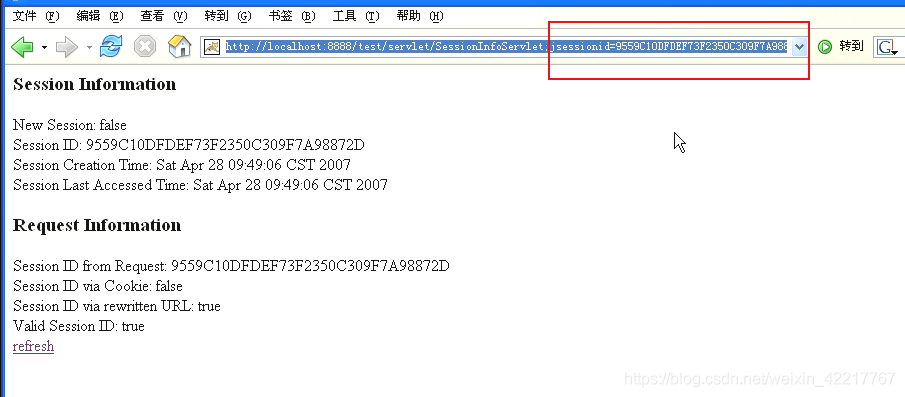 文件 (F) 编辑 (E) 查看 (V) 转到 (G) 书签 (B) 工具 (T) 帮助 (H)
http://localhost:8888/test/servlet/SessionInfoServlet;jsessionid=9559C10DFDEF73F2350C309F7A988 转到 G
Session Information
New Session: false
Session ID: 9559C10DFDEF73F2350C309F7A98872D
Session Creation Time: Sat Apr 28 09:49:06 CST 2007
Session Last Accessed Time: Sat Apr 28 09:49:06 CST 2007
Request Information
Session ID from Request: 9559C10DFDEF73F2350C309F7A98872D
Session ID via Cookie: false
Session ID via rewritten URL: true
Valid Session ID: true
refresh
https://blog.csdn.net/weixin_42217767